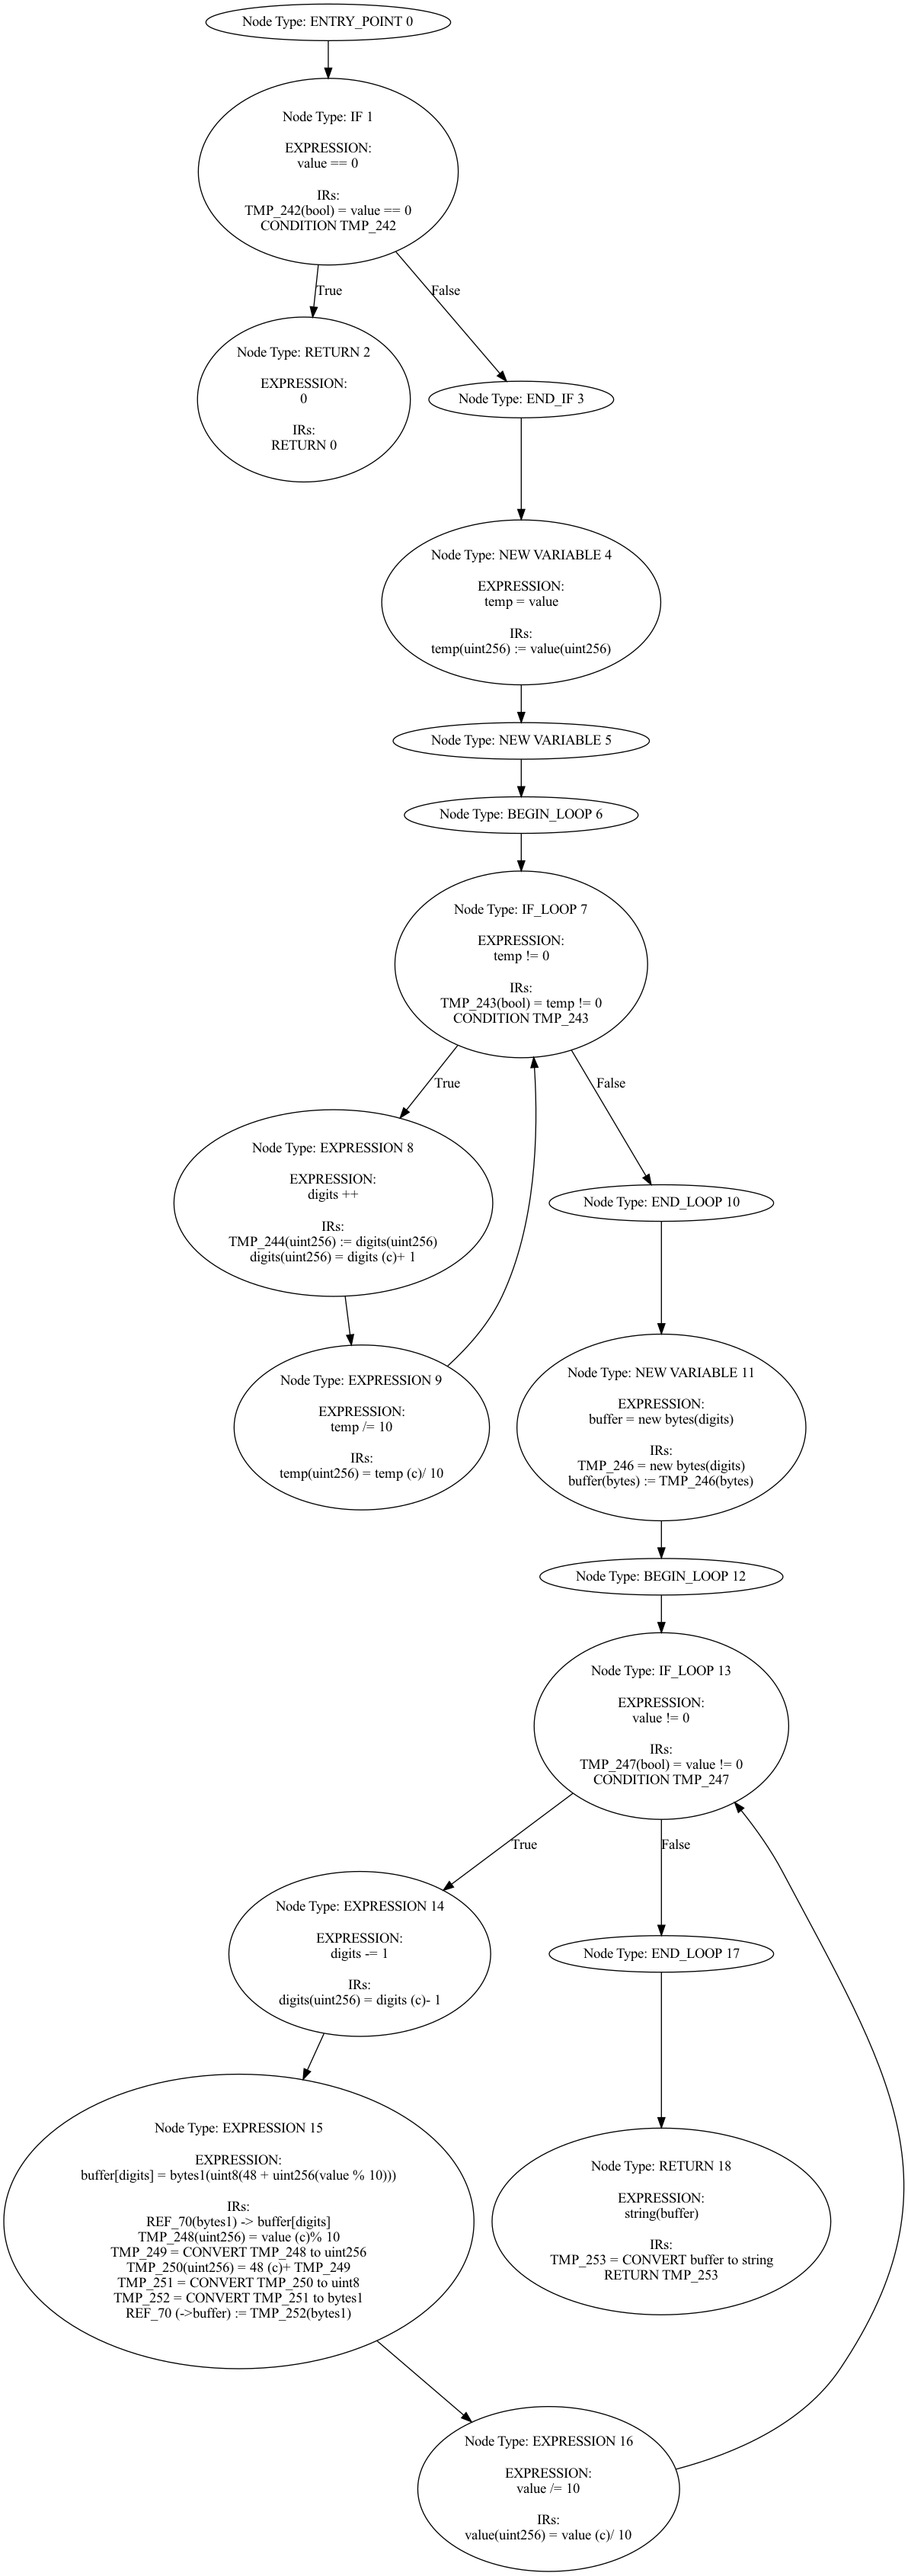 Node Type: ENTRY_POINT 0
Node Type: IF 1
EXPRESSION:
value == 0
IRs:
TMP_242(bool) = value == 0
CONDITION TMP_242
True
False
Node Type: RETURN 2
EXPRESSION:
0
IRs:
RETURN 0
Node Type: END_IF 3
Node Type: NEW VARIABLE 4
EXPRESSION:
temp = value
IRs:
temp(uint256) := value(uint256)
Node Type: NEW VARIABLE 5
Node Type: BEGIN_LOOP 6
Node Type: IF_LOOP 7
EXPRESSION:
temp != 0
IRs:
TMP_243(bool) = temp != 0
CONDITION TMP_243
True
False
Node Type: EXPRESSION 8
EXPRESSION:
digits ++
IRs:
TMP_244(uint256) := digits(uint256)
digits(uint256) = digits (c)+ 1
Node Type: END_LOOP 10
Node Type: EXPRESSION 9
EXPRESSION:
temp /= 10
IRs:
temp(uint256) = temp (c)/ 10
Node Type: NEW VARIABLE 11
EXPRESSION:
buffer = new bytes(digits)
IRs:
TMP_246 = new bytes(digits)
buffer(bytes) := TMP_246(bytes)
Node Type: BEGIN_LOOP 12
Node Type: IF_LOOP 13
EXPRESSION:
value != 0
IRs:
TMP_247(bool) = value != 0
CONDITION TMP_247
True
False
Node Type: EXPRESSION 14
EXPRESSION:
digits -= 1
IRs:
digits(uint256) = digits (c)- 1
Node Type: END_LOOP 17
Node Type: EXPRESSION 15
EXPRESSION:
buffer[digits] = bytes1(uint8(48 + uint256(value % 10)))
IRs:
REF_70(bytes1) -> buffer[digits]
TMP_248(uint256) = value (c)% 10
TMP_249 = CONVERT TMP_248 to uint256
TMP_250(uint256) = 48 (c)+ TMP_249
TMP_251 = CONVERT TMP_250 to uint8
TMP_252 = CONVERT TMP_251 to bytes1
REF_70 (->buffer) := TMP_252(bytes1)
Node Type: RETURN 18
EXPRESSION:
string(buffer)
IRs:
TMP_253 = CONVERT buffer to string
RETURN TMP_253
Node Type: EXPRESSION 16
EXPRESSION:
value /= 10
IRs:
value(uint256) = value (c)/ 10